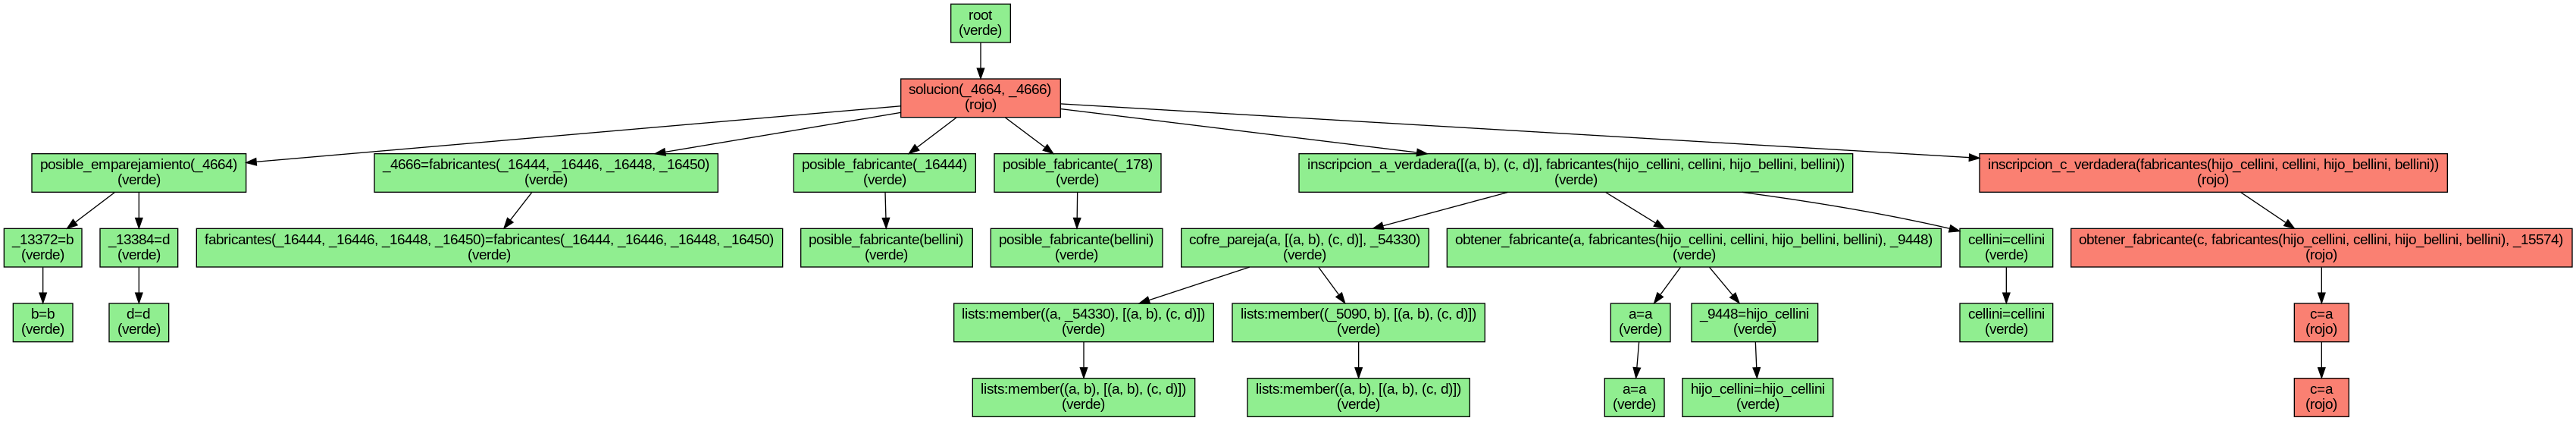 root
(verde)
solucion(_4664, _4666)
(rojo)
posible_emparejamiento(_4664)
(verde)
_4666=fabricantes(_16444, _16446, _16448, _16450)
(verde)
posible_fabricante(_16444)
(verde)
posible_fabricante(_178)
(verde)
inscripcion_a_verdadera([(a, b), (c, d)], fabricantes(hijo_cellini, cellini, hijo_bellini, bellini))
(verde)
inscripcion_c_verdadera(fabricantes(hijo_cellini, cellini, hijo_bellini, bellini))
(rojo)
_13372=b
(verde)
_13384=d
(verde)
fabricantes(_16444, _16446, _16448, _16450)=fabricantes(_16444, _16446, _16448, _16450)
(verde)
posible_fabricante(bellini)
(verde)
posible_fabricante(bellini)
(verde)
cofre_pareja(a, [(a, b), (c, d)], _54330)
(verde)
obtener_fabricante(a, fabricantes(hijo_cellini, cellini, hijo_bellini, bellini), _9448)
(verde)
cellini=cellini
(verde)
obtener_fabricante(c, fabricantes(hijo_cellini, cellini, hijo_bellini, bellini), _15574)
(rojo)
b=b
(verde)
d=d
(verde)
lists:member((a, _54330), [(a, b), (c, d)])
(verde)
lists:member((_5090, b), [(a, b), (c, d)])
(verde)
a=a
(verde)
_9448=hijo_cellini
(verde)
cellini=cellini
(verde)
c=a
(rojo)
lists:member((a, b), [(a, b), (c, d)])
(verde)
lists:member((a, b), [(a, b), (c, d)])
(verde)
a=a
(verde)
hijo_cellini=hijo_cellini
(verde)
c=a
(rojo)